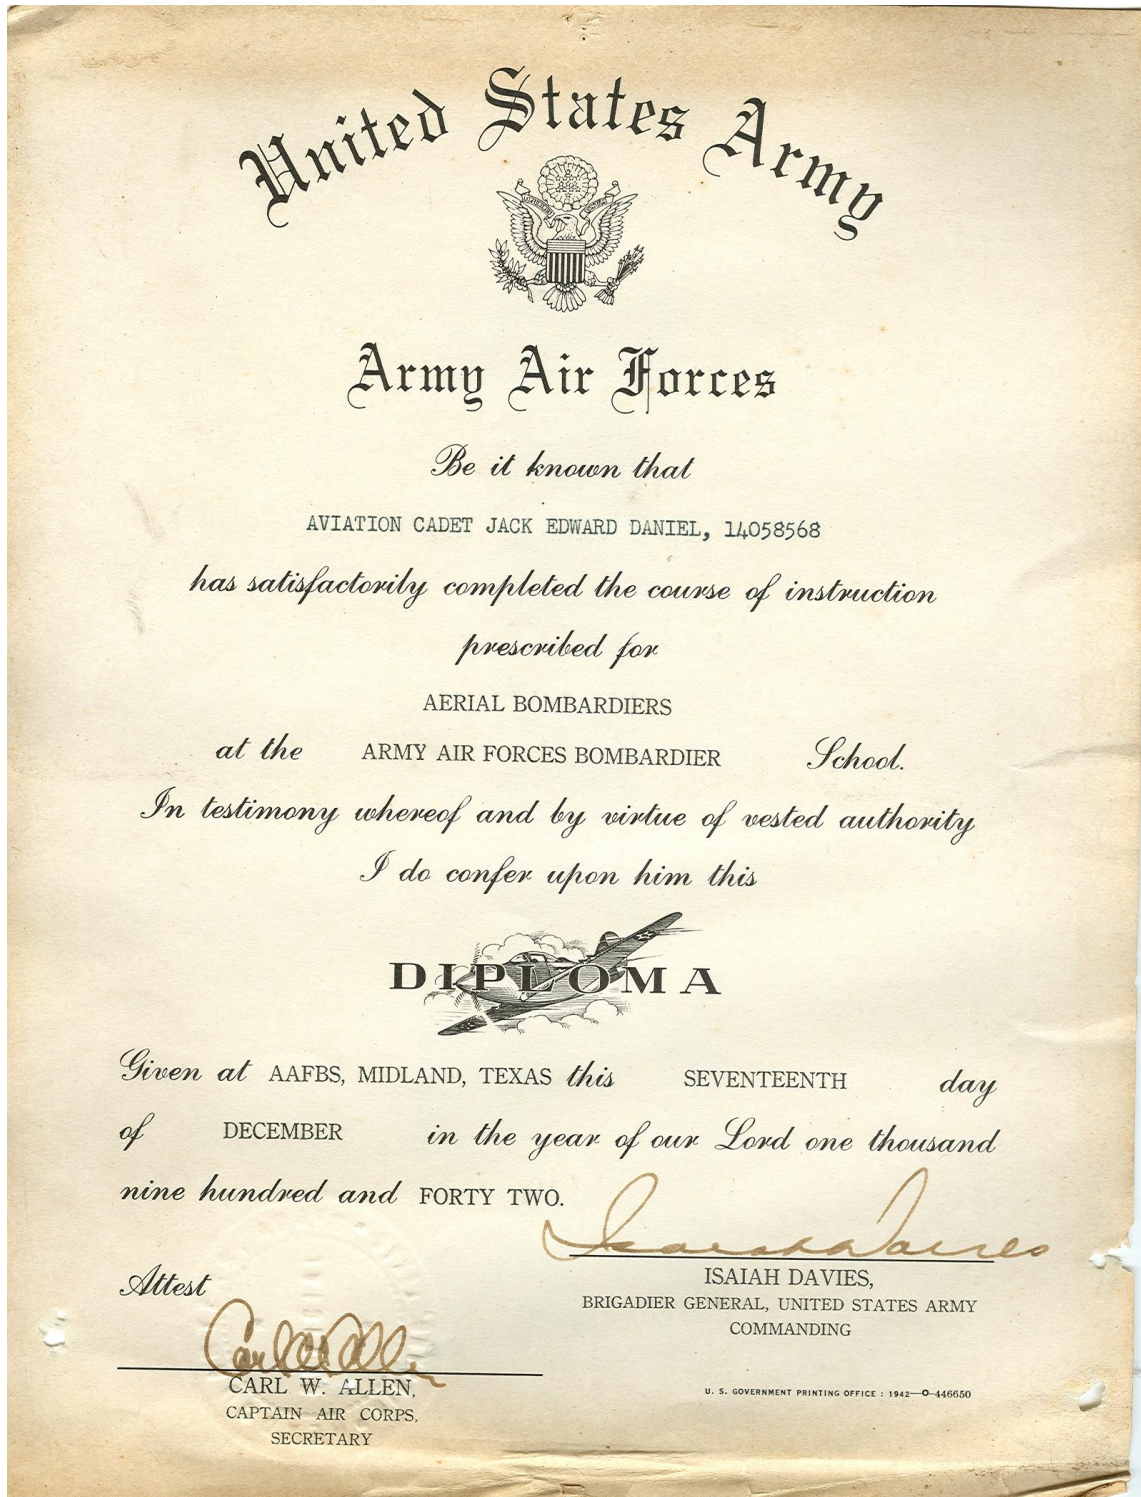 United States Army
Army Air Forces
Be it known that
AVIATION CADET JACK EDWARD DANIEL, 14058568
has satisfactorily completed the course of instruction
prescribed for
AERIAL BOMBARDIERS
at the ARMY AIR FORCES BOMBARDIER School.
In testimony whereof and by virtue of vested authority
I do confer upon him this
DIPLOMA
Given at AAFBS, MIDLAND, TEXAS this SEVENTEENTH day
of DECEMBER in the year of our Lord one thousand
nine hundred and FORTY TWO.
Isaiah Davies
ISAIAH DAVIES,
BRIGADIER GENERAL, UNITED STATES ARMY
COMMANDING
Attest
Carl W. Allen
CARL W. ALLEN,
CAPTAIN AIR CORPS,
SECRETARY
U. S. GOVERNMENT PRINTING OFFICE : 1942—O-446650